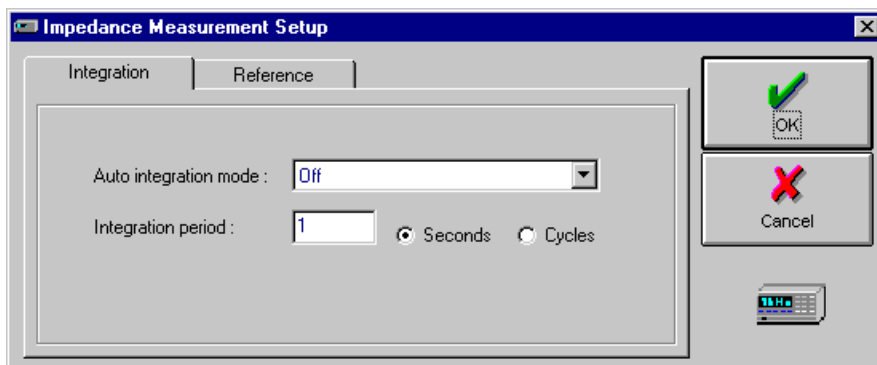 Impedance Measurement Setup
Integration
Reference
OK
Auto integration mode :
Off
Integration period :
1
Seconds
Cycles
Cancel